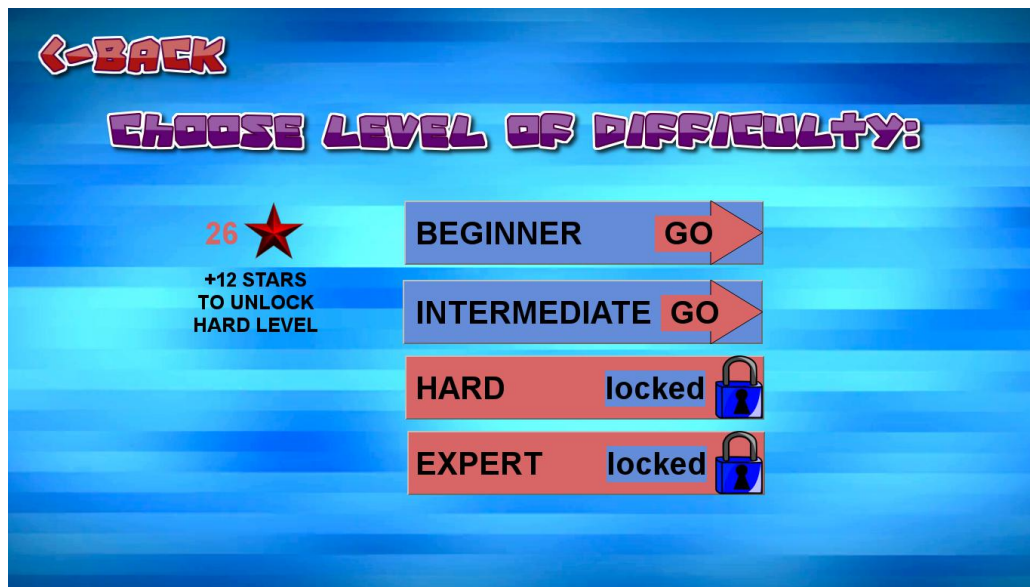 <-BACK
CHOOSE LEVEL OF DIFFICULTY:
26
+12 STARS
TO UNLOCK
HARD LEVEL
BEGINNER GO
INTERMEDIATE GO
HARD locked
EXPERT locked